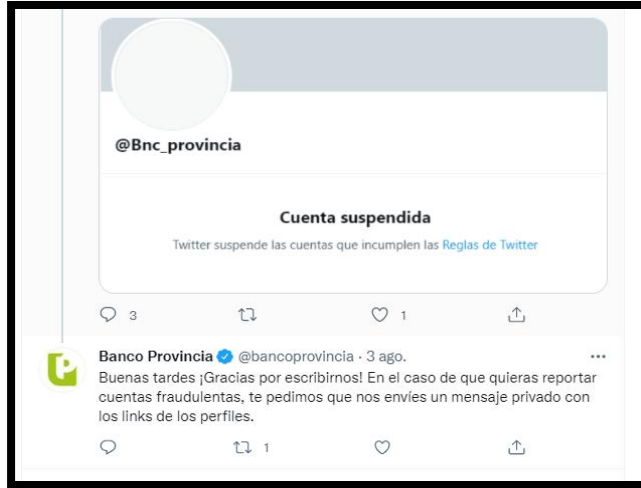 @Bnc_provincia
Cuenta suspendida
Twitter suspende las cuentas que incumplen las Reglas de Twitter
3 1
Banco Provincia @bancoprovincia · 3 ago.
Buenas tardes ¡Gracias por escribirnos! En el caso de que quieras reportar
cuentas fraudulentas, te pedimos que nos envíes un mensaje privado con
los links de los perfiles.
1